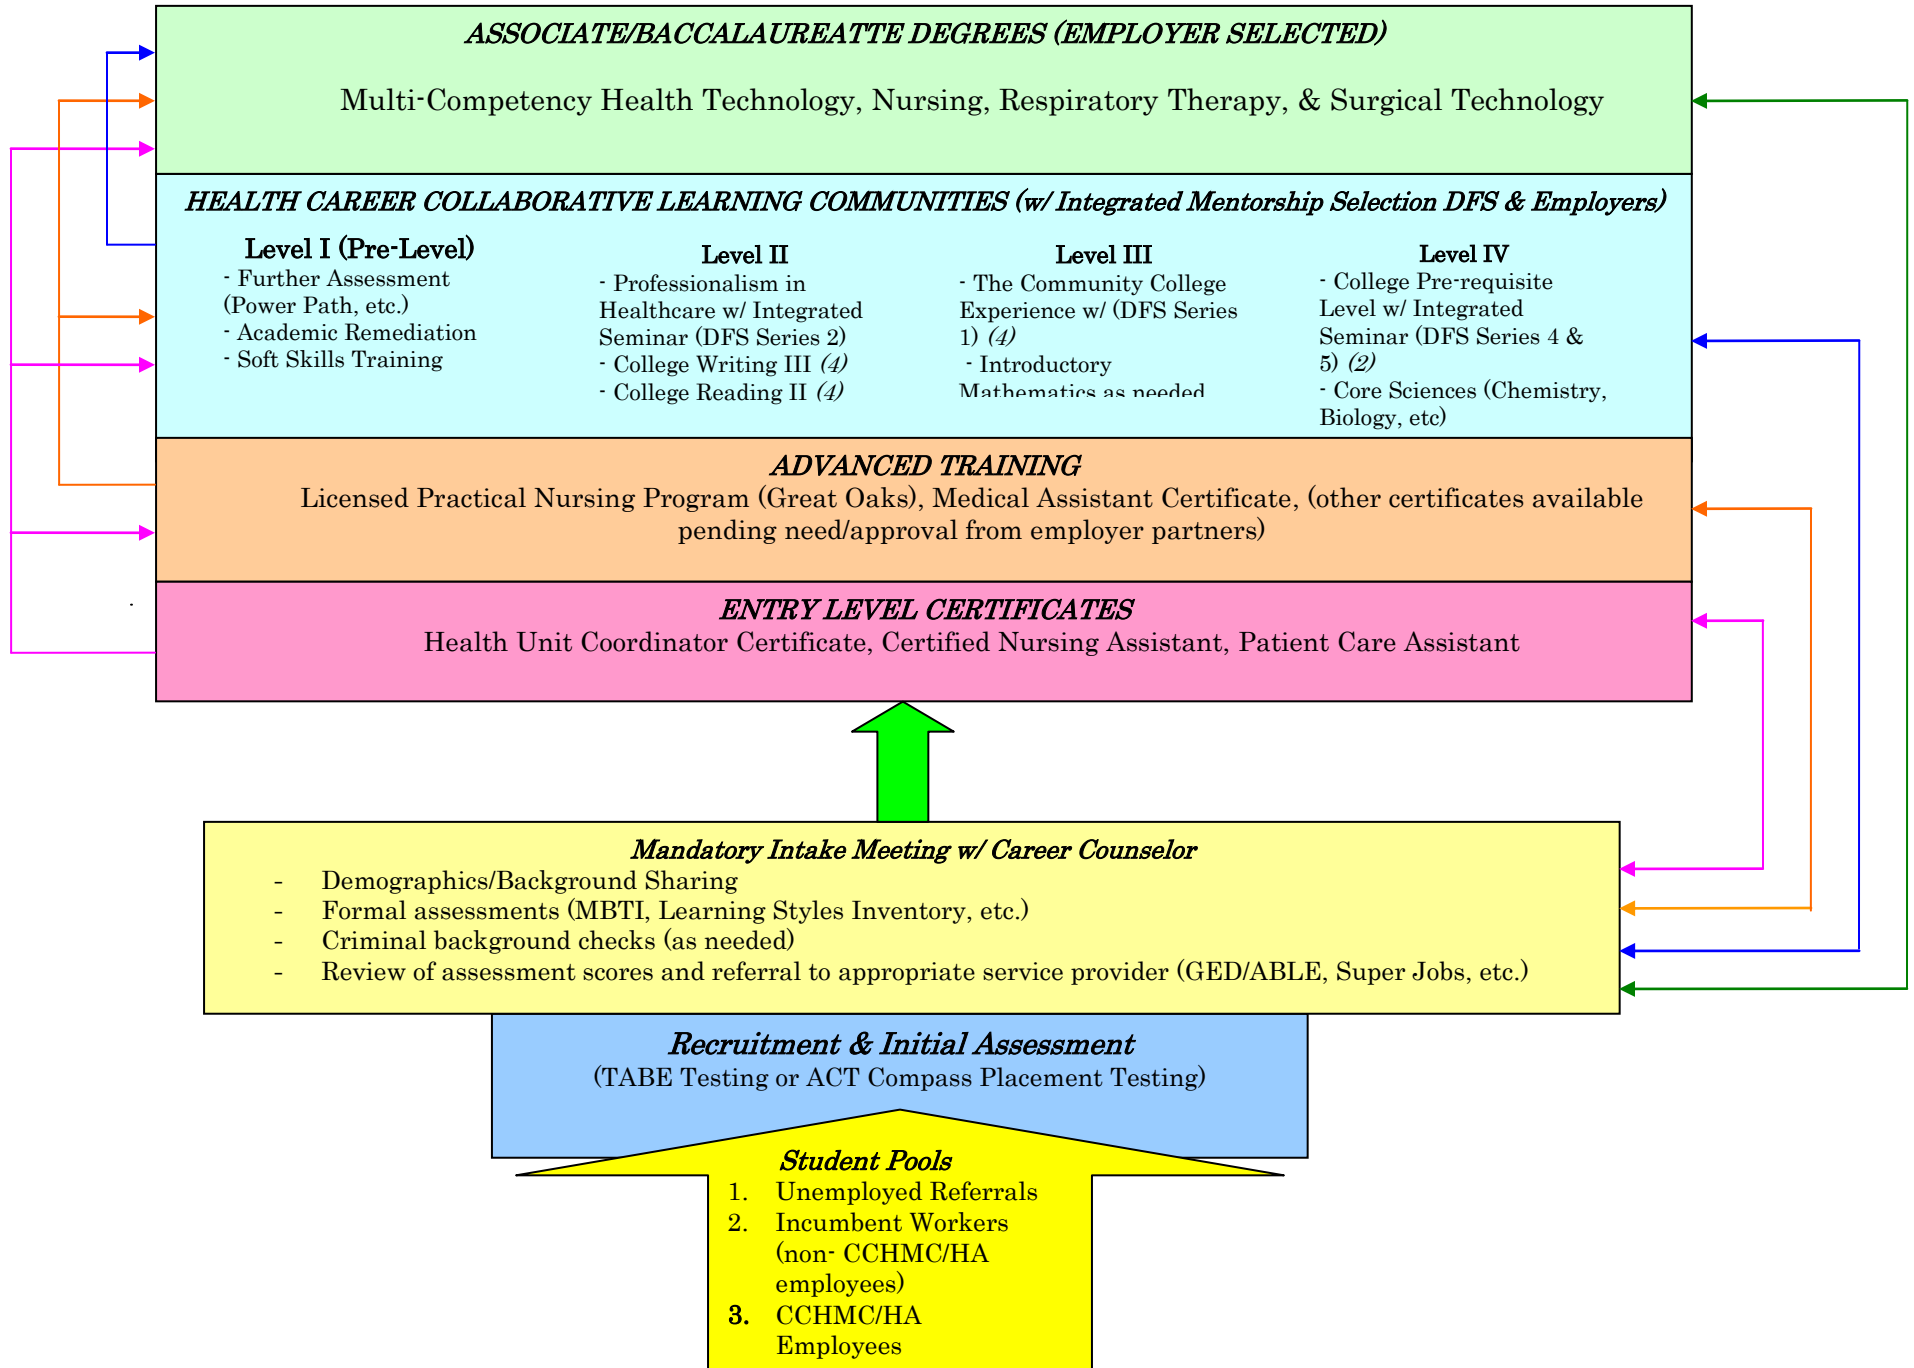 ASSOCIATE/BACCALAUREATTE DEGREES (EMPLOYER SELECTED)
Multi-Competency Health Technology, Nursing, Respiratory Therapy, & Surgical Technology
HEALTH CAREER COLLABORATIVE LEARNING COMMUNITIES (w/ Integrated Mentorship Selection DFS & Employers)
Level I (Pre-Level)
- Further Assessment
(Power Path, etc.)
- Academic Remediation
- Soft Skills Training
Level II
- Professionalism in
Healthcare w/ Integrated
Seminar (DFS Series 2)
- College Writing III (4)
- College Reading II (4)
Level III
- The Community College
Experience w/ (DFS Series
1) (4)
- Introductory
Mathematics as needed
Level IV
- College Pre-requisite
Level w/ Integrated
Seminar (DFS Series 4 &
5) (2)
- Core Sciences (Chemistry,
Biology, etc)
ADVANCED TRAINING
Licensed Practical Nursing Program (Great Oaks), Medical Assistant Certificate, (other certificates available
pending need/approval from employer partners)
ENTRY LEVEL CERTIFICATES
Health Unit Coordinator Certificate, Certified Nursing Assistant, Patient Care Assistant
Mandatory Intake Meeting w/ Career Counselor
- Demographics/Background Sharing
- Formal assessments (MBTI, Learning Styles Inventory, etc.)
- Criminal background checks (as needed)
- Review of assessment scores and referral to appropriate service provider (GED/ABLE, Super Jobs, etc.)
Recruitment & Initial Assessment
(TABE Testing or ACT Compass Placement Testing)
Student Pools
1. Unemployed Referrals
2. Incumbent Workers
(non- CCHMC/HA
employees)
3. CCHMC/HA
Employees